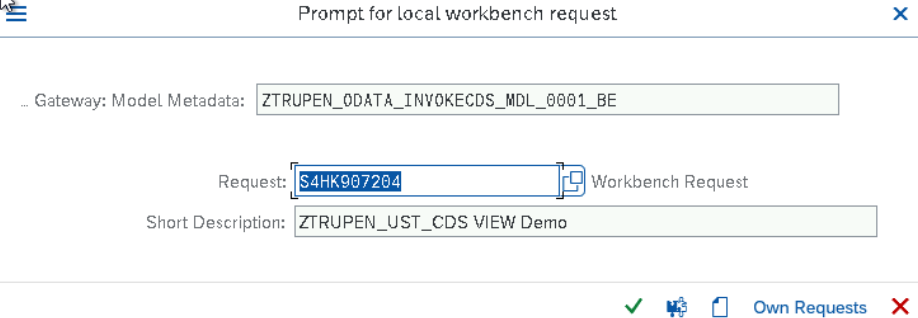 Prompt for local workbench request
... Gateway: Model Metadata: ZTRUPEN_ODATA_INVOKECDS_MDL_0001_BE
Request: S4HK907204 Workbench Request
Short Description: ZTRUPEN_UST_CDS VIEW Demo
Own Requests